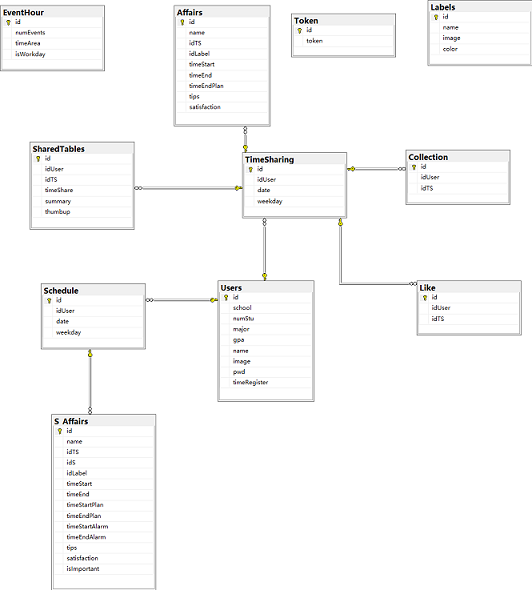 EventHour
id
numEvents
timeArea
isWorkday
Affairs
id
name
idTS
idLabel
timeStart
timeEnd
timeEndPlan
tips
satisfaction
Token
id
token
Labels
id
name
image
color
SharedTables
id
idUser
idTS
timeShare
summary
thumbup
TimeSharing
id
idUser
date
weekday
Collection
id
idUser
idTS
Schedule
id
idUser
date
weekday
Users
id
school
numStu
major
gpa
name
image
pwd
timeRegister
Like
id
idUser
idTS
S_Affairs
id
name
idTS
idS
idLabel
timeStart
timeEnd
timeStartPlan
timeEndPlan
timeStartAlarm
timeEndAlarm
tips
satisfaction
isImportant